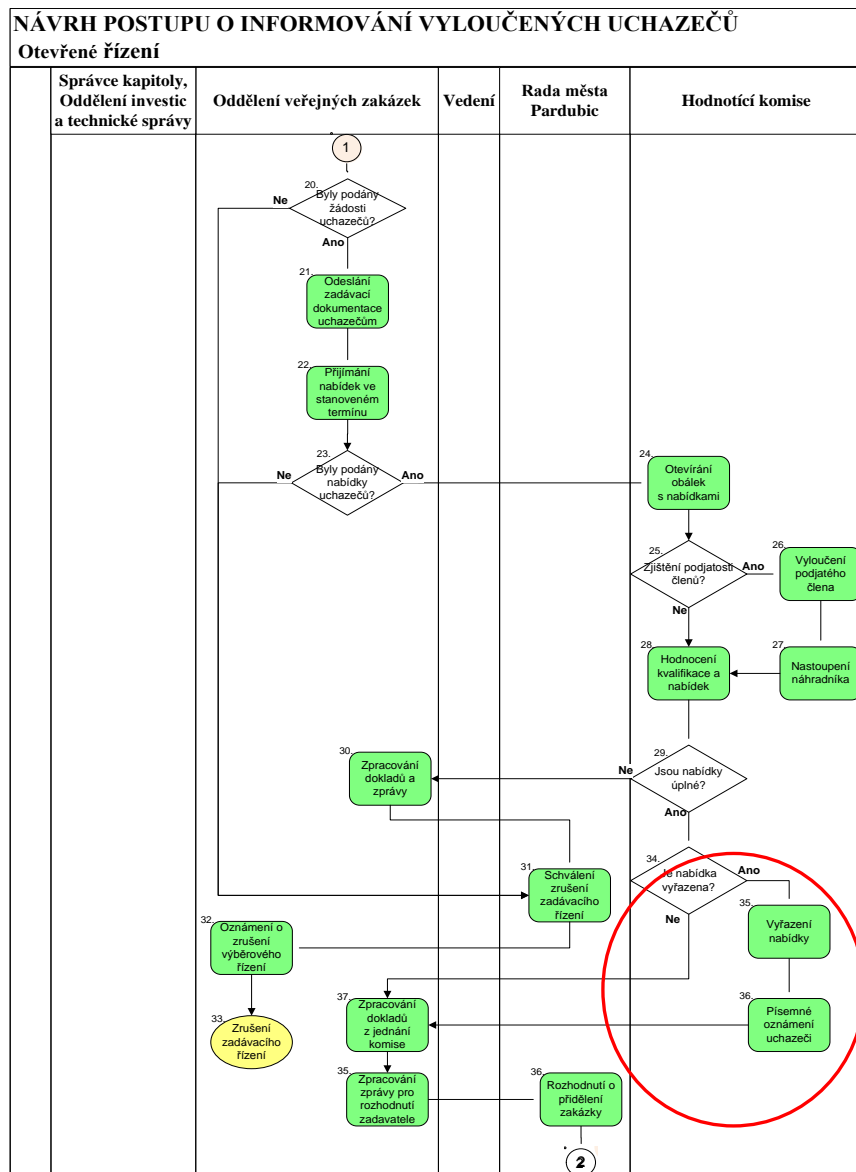 NÁVRH POSTUPU O INFORMOVÁNÍ VYLOUČENÝCH UCHAZEČŮ
Otevřené řízení
Správce kapitoly,
Oddělení investic
a technické správy
Oddělení veřejných zakázek
Vedení
Rada města
Pardubic
Hodnotící komise
1
20.
Byly podány
žádosti
uchazečů?
Ne
Ano
21.
Odeslání
zadávací
dokumentace
uchazečům
22.
Přijímání
nabídek ve
stanoveném
termínu
23.
Byly podány
nabídky
uchazečů?
Ne
Ano
24.
Otevírání
obálek
s nabídkami
25.
Zjištění podjatosti
členů?
Ano
Ne
26.
Vyloučení
podjatého
člena
27.
Nastoupení
náhradníka
28.
Hodnocení
kvalifikace a
nabídek
29.
Jsou nabídky
úplné?
Ne
Ano
30.
Zpracování
dokladů a
zprávy
31.
Schválení
zrušení
zadávacího
řízení
32.
Oznámení o
zrušení
výběrového
řízení
33.
Zrušení
zadávacího
řízení
34.
Je nabídka
vyřazena?
Ano
Ne
35.
Vyřazení
nabídky
36.
Písemné
oznámení
uchazeči
37.
Zpracování
dokladů
z jednání
komise
35.
Zpracování
zprávy pro
rozhodnutí
zadavatele
36.
Rozhodnutí o
přidělení
zakázky
2